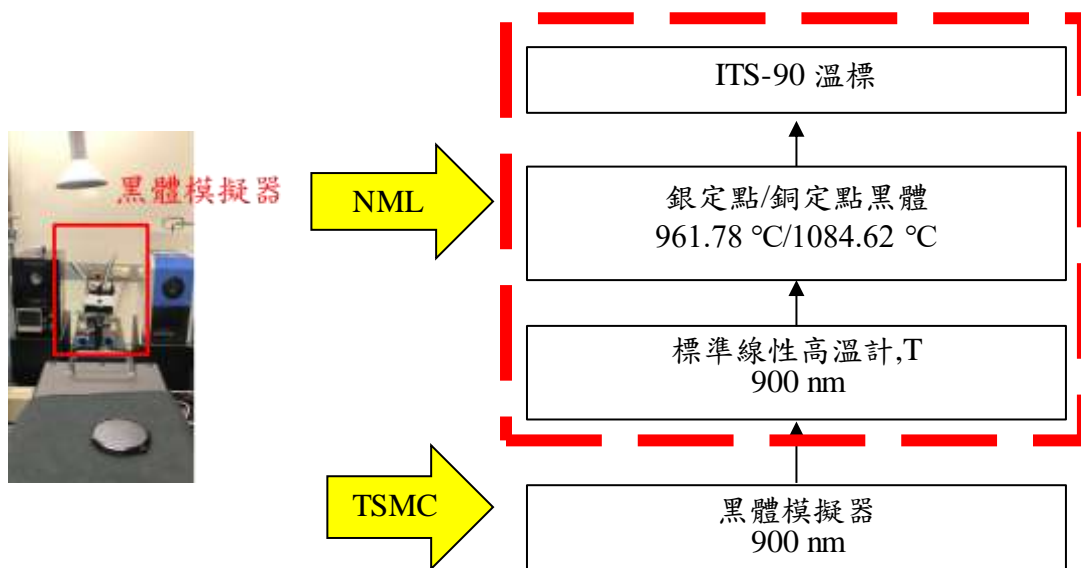 ITS-90 溫標
黑體模擬器
NML
銀定點/銅定點黑體
961.78 ℃/1084.62 ℃
標準線性高溫計,T
900 nm
TSMC
黑體模擬器
900 nm